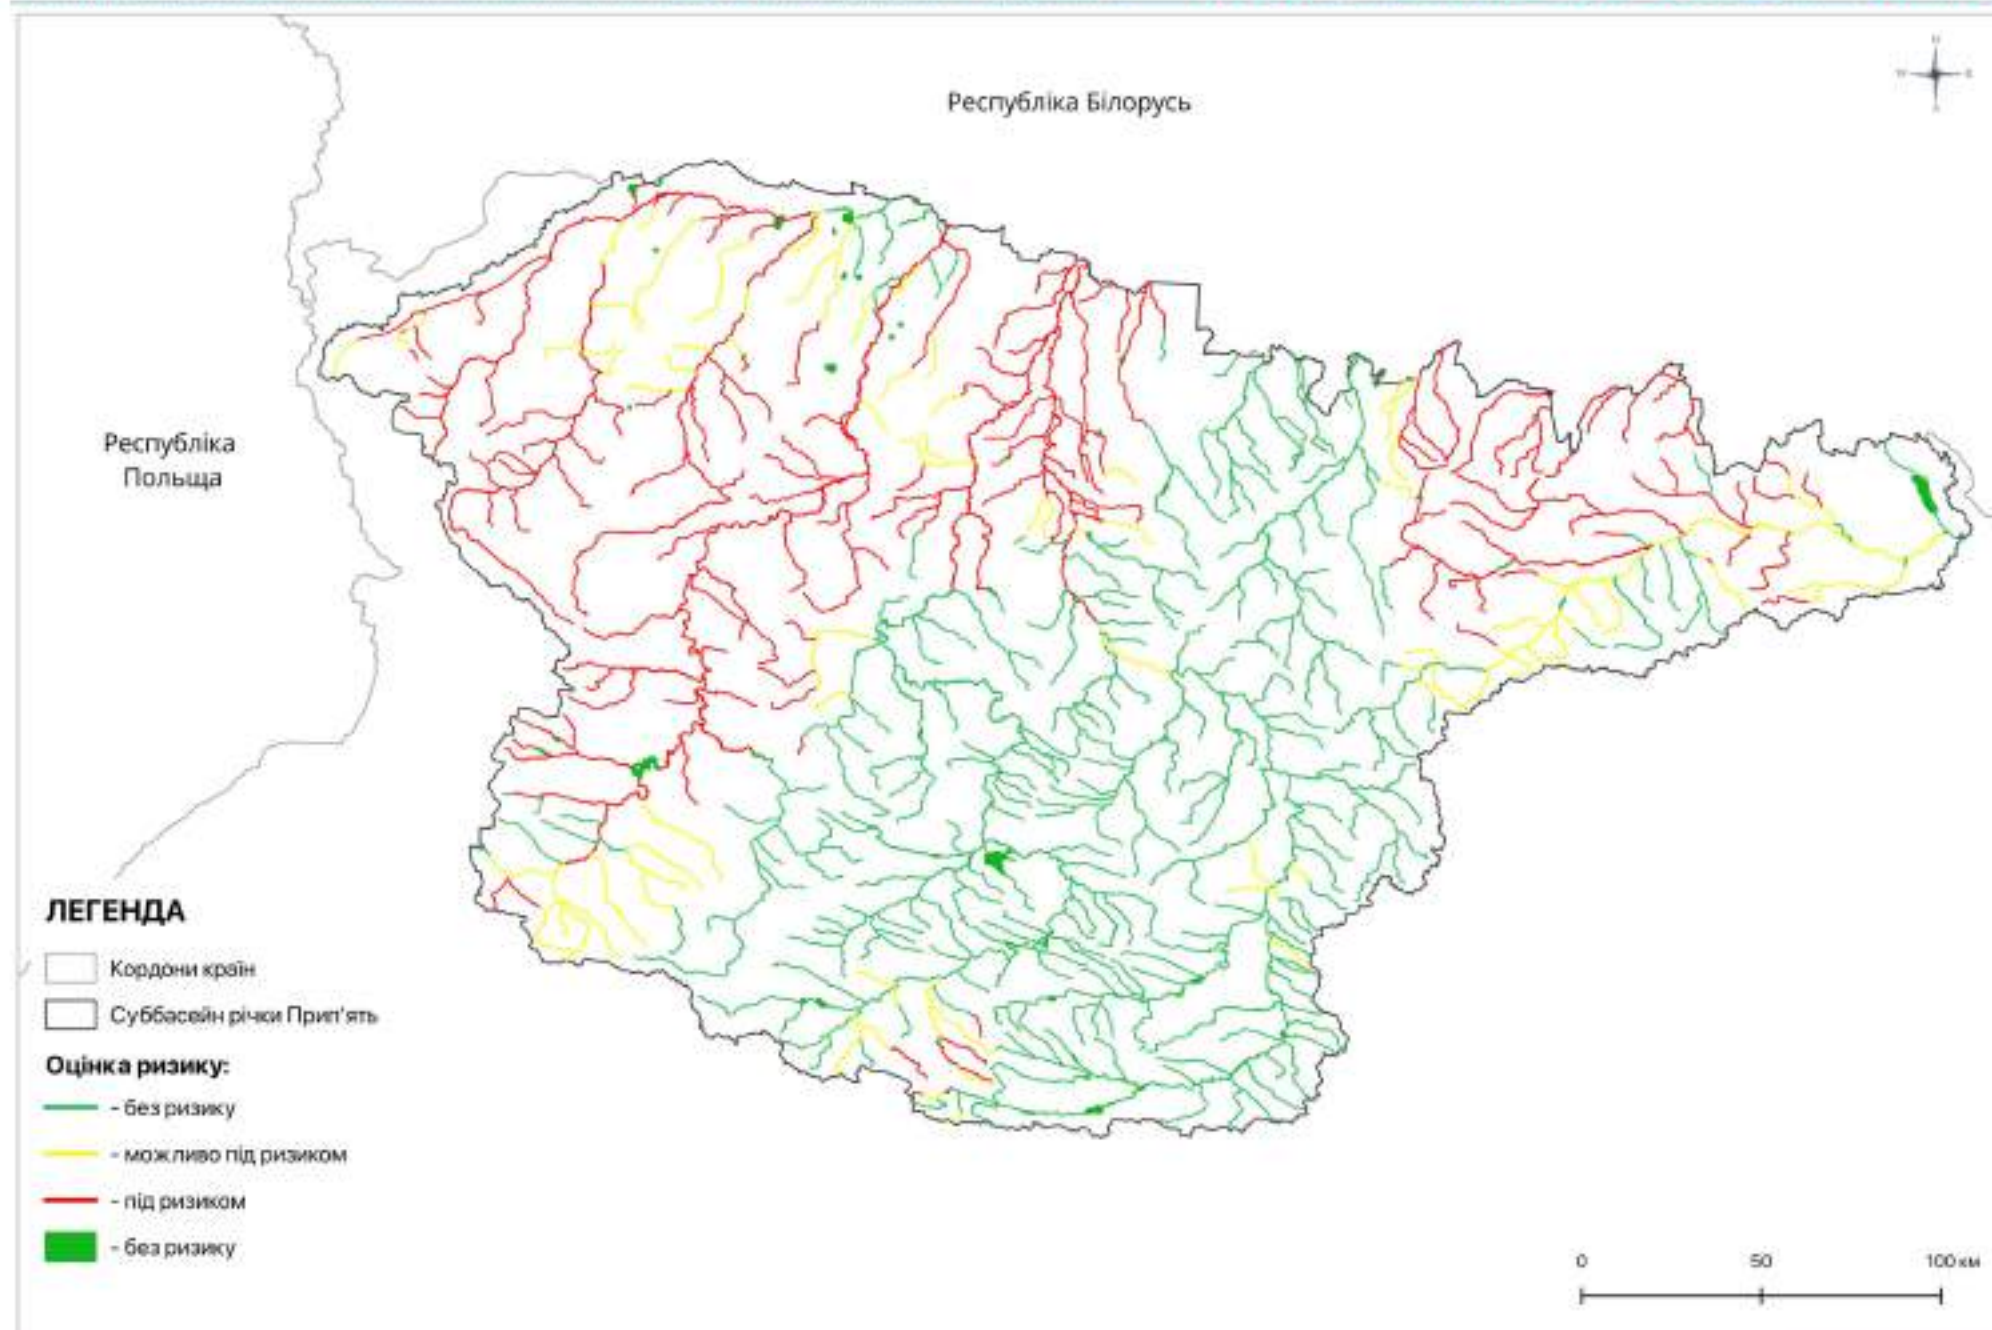 N
W
E
S
Республіка Білорусь
Республіка
Польща
ЛЕГЕНДА
Кордони країн
Суббасейн річки Прип'ять
Оцінка ризику:
- без ризику
- можливо під ризиком
- під ризиком
- без ризику
0 50 100 км